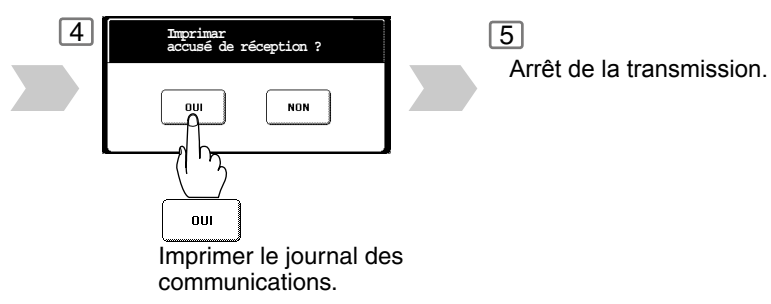 4
Imprimar
accusé de réception ?
OUI
NON
OUI
Imprimer le journal des
communications.
5
Arrêt de la transmission.